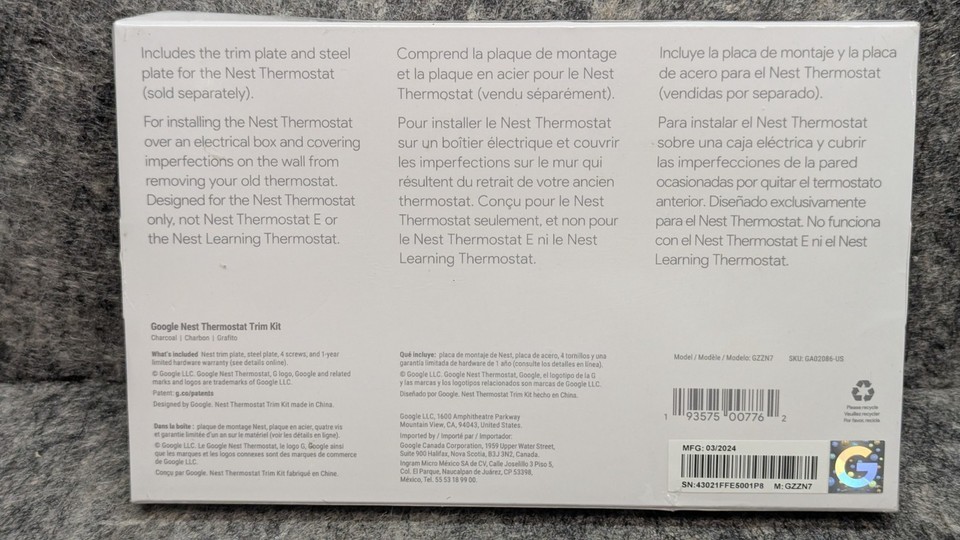 Includes the trim plate and steel
plate for the Nest Thermostat
(sold separately).
For installing the Nest Thermostat
over an electrical box and covering
imperfections on the wall from
removing your old thermostat.
Designed for the Nest Thermostat
only, not Nest Thermostat E or
the Nest Learning Thermostat.
Comprend la plaque de montage
et la plaque en acier pour le Nest
Thermostat (vendu séparément).
Pour installer le Nest Thermostat
sur un boîtier électrique et couvrir
les imperfections sur le mur qui
résultent du retrait de votre ancien
thermostat. Conçu pour le Nest
Thermostat seulement, et non pour
le Nest Thermostat E ni le Nest
Learning Thermostat.
Incluye la placa de montaje y la placa
de acero para el Nest Thermostat
(vendidas por separado).
Para instalar el Nest Thermostat
sobre una caja eléctrica y cubrir
las imperfecciones de la pared
ocasionadas por quitar el termostato
anterior. Diseñado exclusivamente
para el Nest Thermostat. No funciona
con el Nest Thermostat E ni el Nest
Learning Thermostat.
Google Nest Thermostat Trim Kit
Charcoal | Charbon | Grafito
What's included Nest trim plate, steel plate, 4 screws, and 1-year
limited hardware warranty (see details online).
© Google LLC. Google Nest Thermostat, G logo, Google and related
marks and logos are trademarks of Google LLC.
Patent: g.co/patents
Designed by Google. Nest Thermostat Trim Kit made in China.
Dans la boîte : plaque de montage Nest, plaque en acier, quatre vis
et garantie limitée d'un an sur le matériel (voir les détails en ligne).
© Google LLC. Le Google Nest Thermostat, le logo G, Google ainsi
que les marques et les logos connexes sont des marques de commerce
de Google LLC.
Conçu par Google. Nest Thermostat Trim Kit fabriqué en Chine.
Qué incluye: placa de montaje de Nest, placa de acero, 4 tornillos y una
garantía limitada de hardware de 1 año (consulte los detalles en línea).
© Google LLC. Google Nest Thermostat, Google, el logotipo de la G
y las marcas y los logotipos relacionados son marcas de Google LLC.
Diseñado por Google. Nest Thermostat Trim Kit hecho en China.
Google LLC, 1600 Amphitheatre Parkway
Mountain View, CA, 94043, United States.
Imported by / Importé par / Importador:
Google Canada Corporation, 1959 Upper Water Street,
Suite 900 Halifax, Nova Scotia, B3J 3N2, Canada.
Ingram Micro México SA de CV, Calle Joselillo 3 Piso 5,
Col. El Parque, Naucalpan de Juárez, CP 53398,
México, Tel. 55 53 18 99 00.
Model / Modèle / Modelo: GZZN7 SKU: GA02086-US
1 93575 00776 2
Please recycle
Veuillez recycler
Por favor, recicle
MFG: 03/2024
SN:43021FFE5001P8 M: GZZN7
G